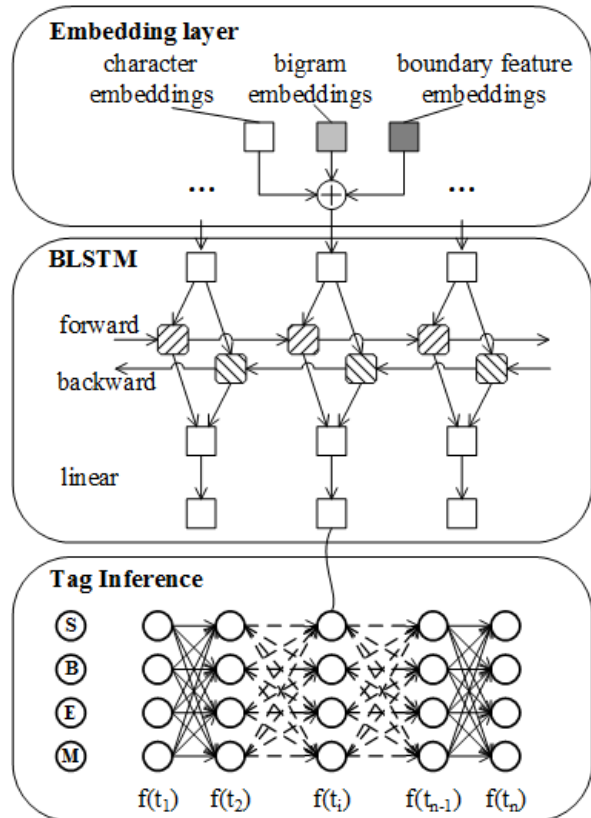 Embedding layer
character bigram boundary feature
embeddings embeddings embeddings
... ...
BLSTM
forward
backward
linear
Tag Inference
S
B
E
M
f(t₁) f(t₂) f(tᵢ) f(tₙ₋₁) f(tₙ)